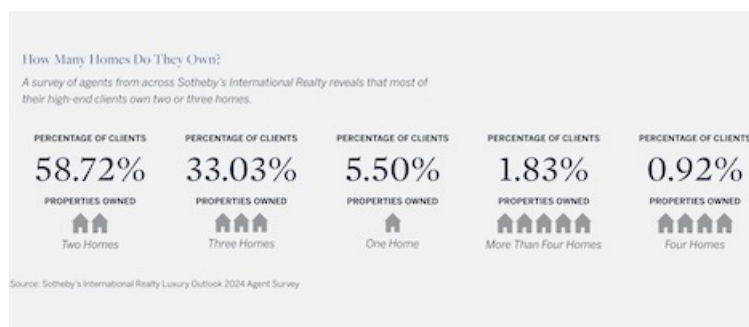 How Many Homes Do They Own?
A survey of agents from across Sotheby's International Realty reveals that most of
their high-end clients own two or three homes.
PERCENTAGE OF CLIENTS
58.72%
PROPERTIES OWNED
Two Homes
PERCENTAGE OF CLIENTS
33.03%
PROPERTIES OWNED
Three Homes
PERCENTAGE OF CLIENTS
5.50%
PROPERTIES OWNED
One Home
PERCENTAGE OF CLIENTS
1.83%
PROPERTIES OWNED
More Than Four Homes
PERCENTAGE OF CLIENTS
0.92%
PROPERTIES OWNED
Four Homes
Source: Sotheby's International Realty Luxury Outlook 2024 Agent Survey